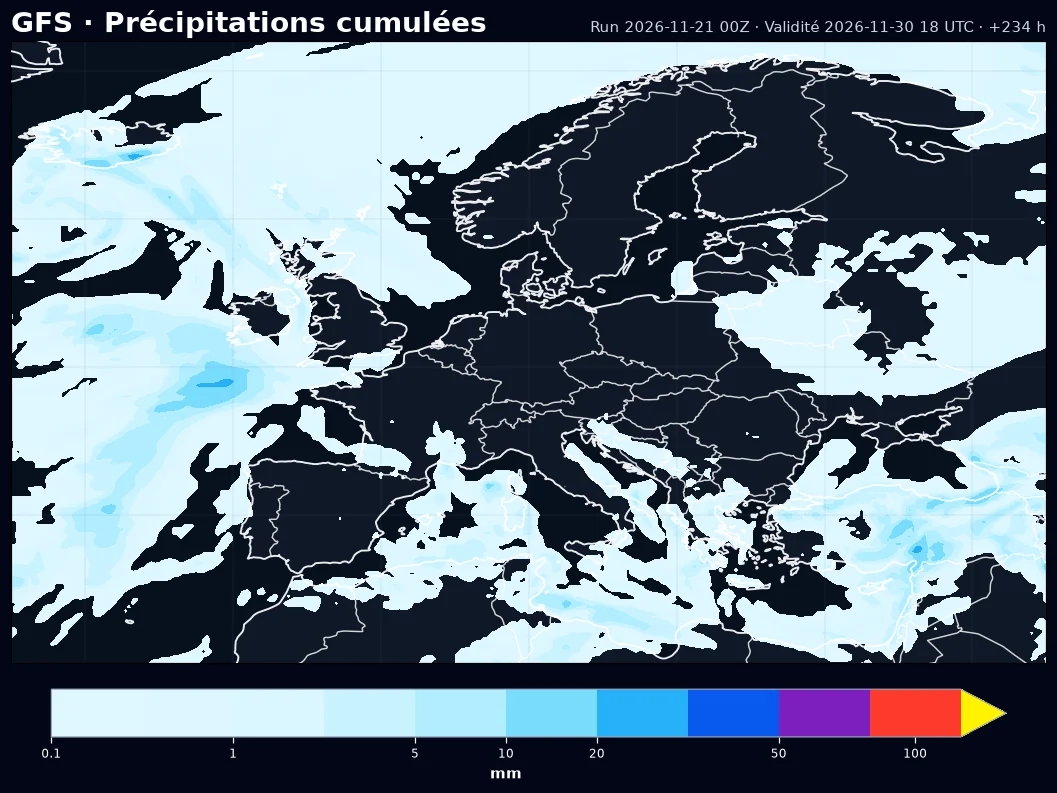 GFS · Précipitations cumulées
Run 2026-11-21 00Z · Validité 2026-11-30 18 UTC · +234 h
0.1 1 5 10 20 50 100
mm